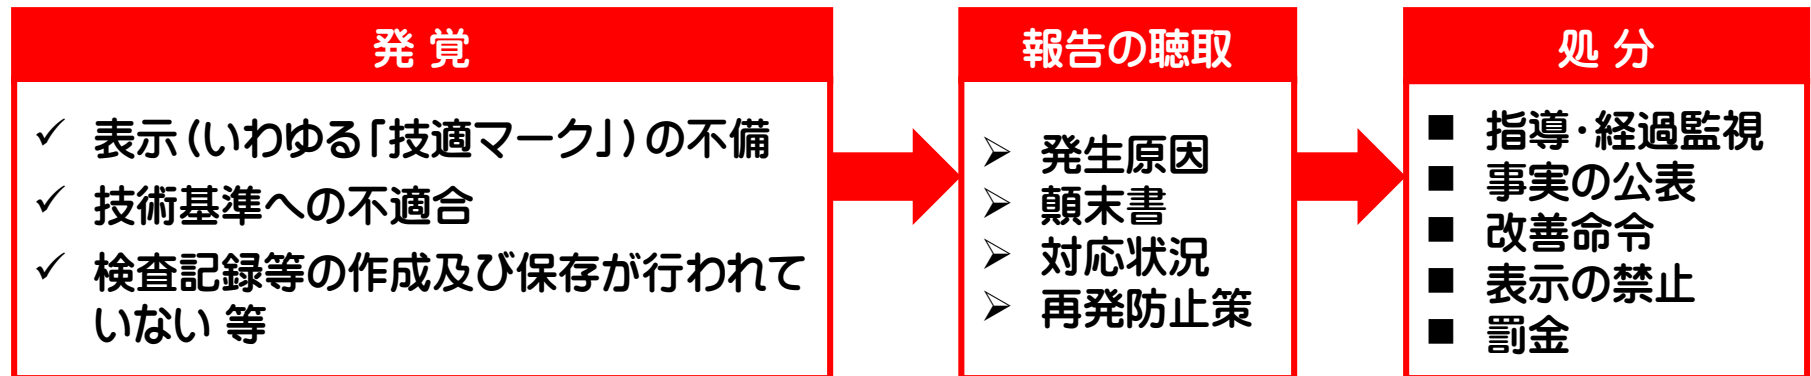 発 覚
✓ 表示(いわゆる「技適マーク」)の不備
✓ 技術基準への不適合
✓ 検査記録等の作成及び保存が行われて
いない 等
報告の聴取
➢ 発生原因
➢ 顛末書
➢ 対応状況
➢ 再発防止策
処 分
■ 指導・経過監視
■ 事実の公表
■ 改善命令
■ 表示の禁止
■ 罰金